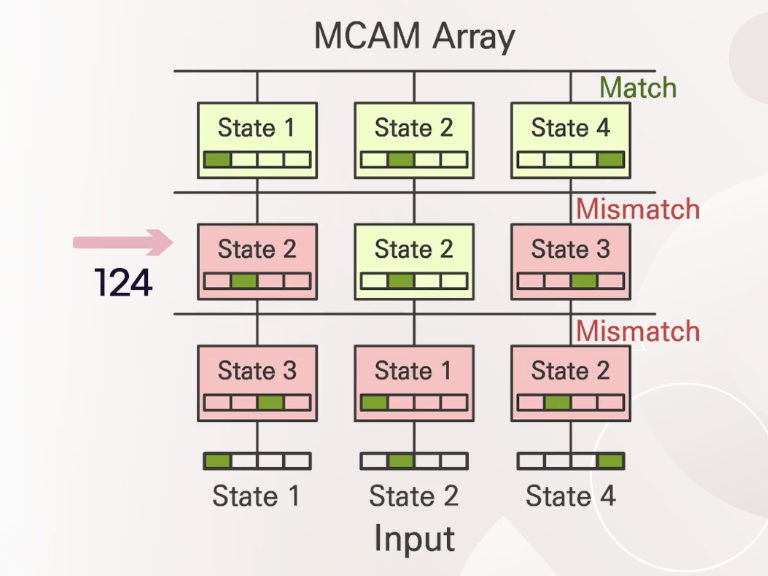 MCAM Array
Match
State 1 State 2 State 4
Mismatch
State 2 State 2 State 3
124
Mismatch
State 3 State 1 State 2
State 1 State 2 State 4
Input